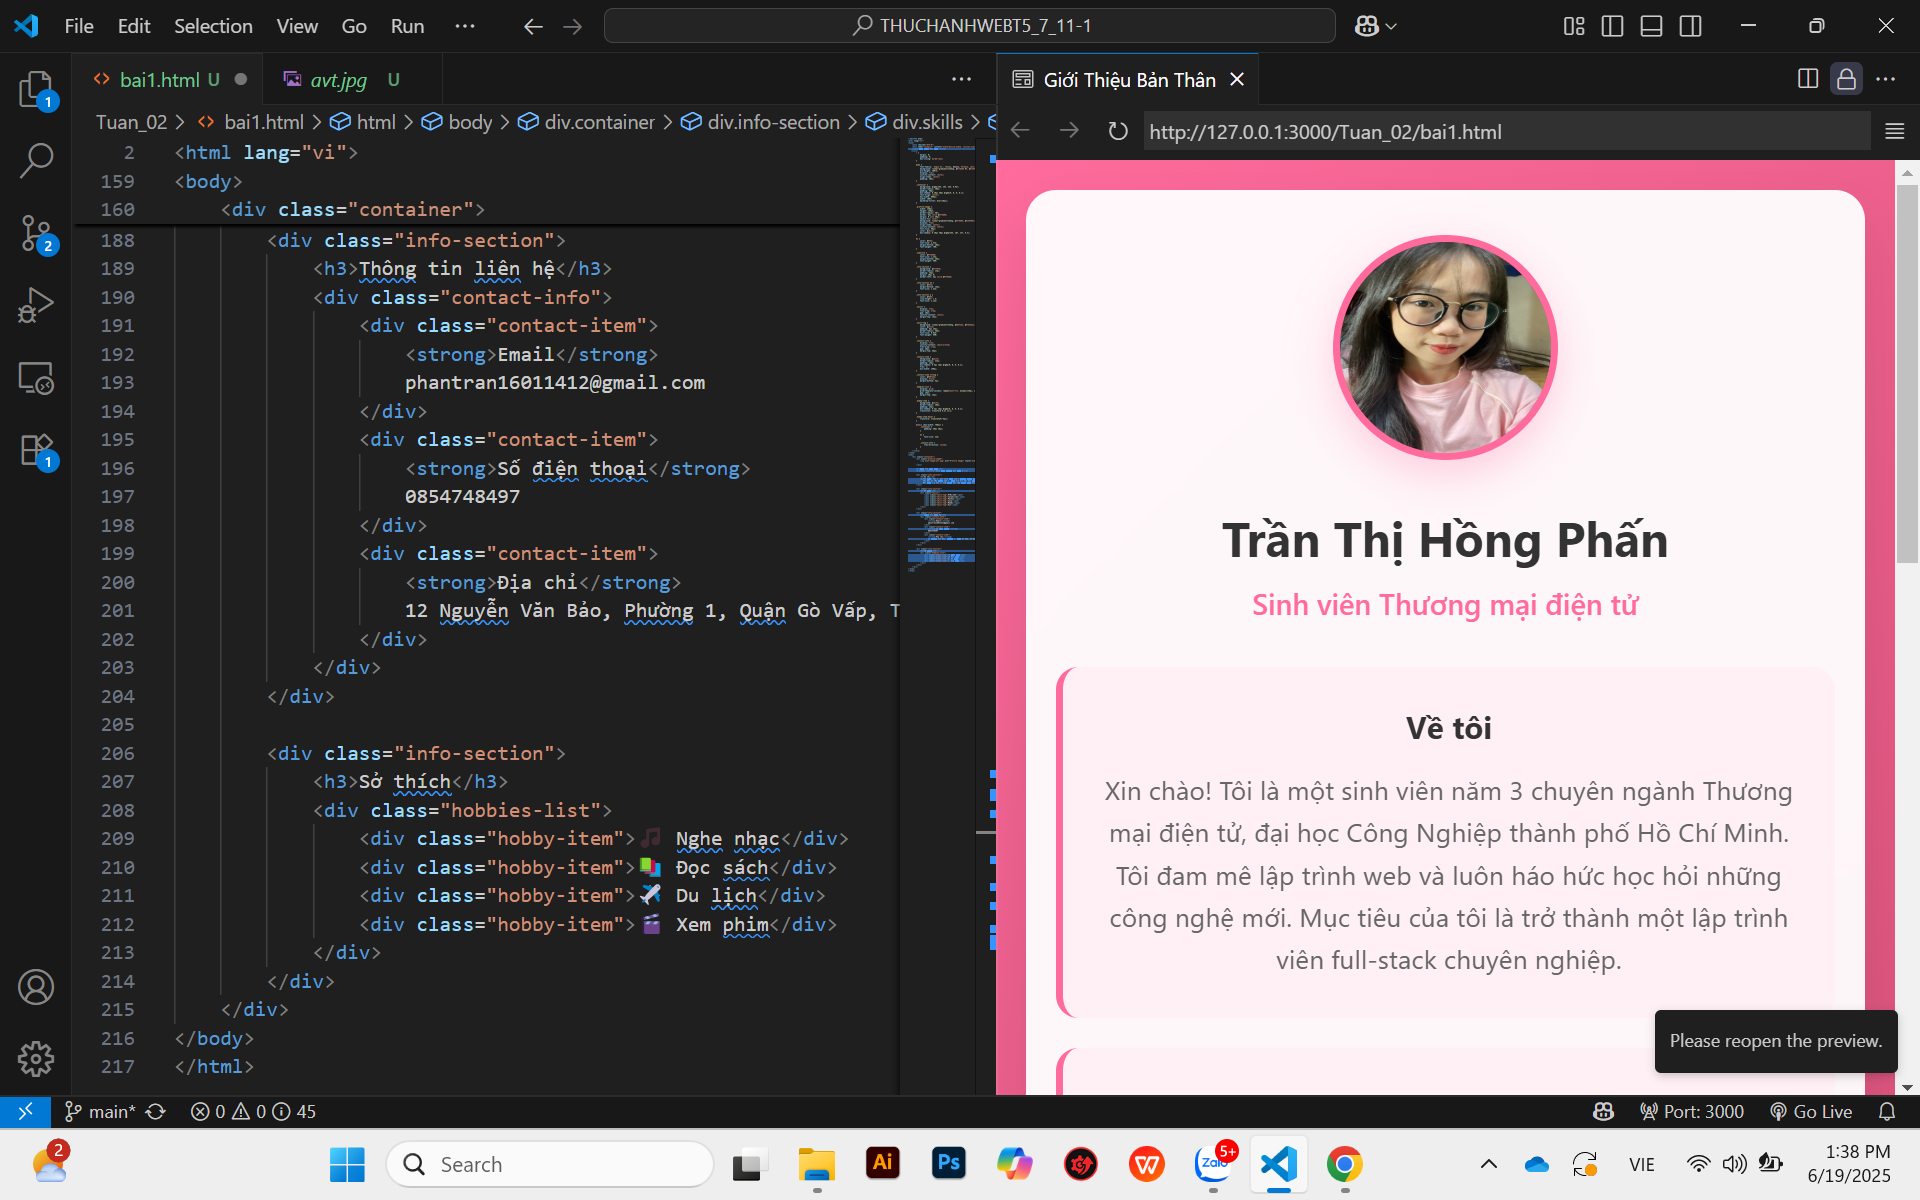 File Edit Selection View Go Run ···
THUCHANHWEBT5_7_11-1
bai1.html U
avt.jpg U
Giới Thiệu Bản Thân
Tuan_02 > bai1.html > html > body > div.container > div.info-section > div.skills >
http://127.0.0.1:3000/Tuan_02/bai1.html
2 <html lang="vi">
159 <body>
160 <div class="container">
188 <div class="info-section">
189 <h3>Thông tin liên hệ</h3>
190 <div class="contact-info">
191 <div class="contact-item">
192 <strong>Email</strong>
193 phantran16011412@gmail.com
194 </div>
195 <div class="contact-item">
196 <strong>Số điện thoại</strong>
197 0854748497
198 </div>
199 <div class="contact-item">
200 <strong>Địa chỉ</strong>
201 12 Nguyễn Văn Bảo, Phường 1, Quận Gò Vấp, T
202 </div>
203 </div>
204 </div>
205
206 <div class="info-section">
207 <h3>Sở thích</h3>
208 <div class="hobbies-list">
209 <div class="hobby-item">🎵 Nghe nhạc</div>
210 <div class="hobby-item">📚 Đọc sách</div>
211 <div class="hobby-item">✈️ Du lịch</div>
212 <div class="hobby-item">🎬 Xem phim</div>
213 </div>
214 </div>
215 </div>
216 </body>
217 </html>
Trần Thị Hồng Phấn
Sinh viên Thương mại điện tử
Về tôi
Xin chào! Tôi là một sinh viên năm 3 chuyên ngành Thương
mại điện tử, đại học Công Nghiệp thành phố Hồ Chí Minh.
Tôi đam mê lập trình web và luôn háo hức học hỏi những
công nghệ mới. Mục tiêu của tôi là trở thành một lập trình
viên full-stack chuyên nghiệp.
Please reopen the preview.
1
2
1
main* 0 0 45
Port: 3000
Go Live
2
Search
Ai
Ps
Zalo
5+
VIE
1:38 PM
6/19/2025